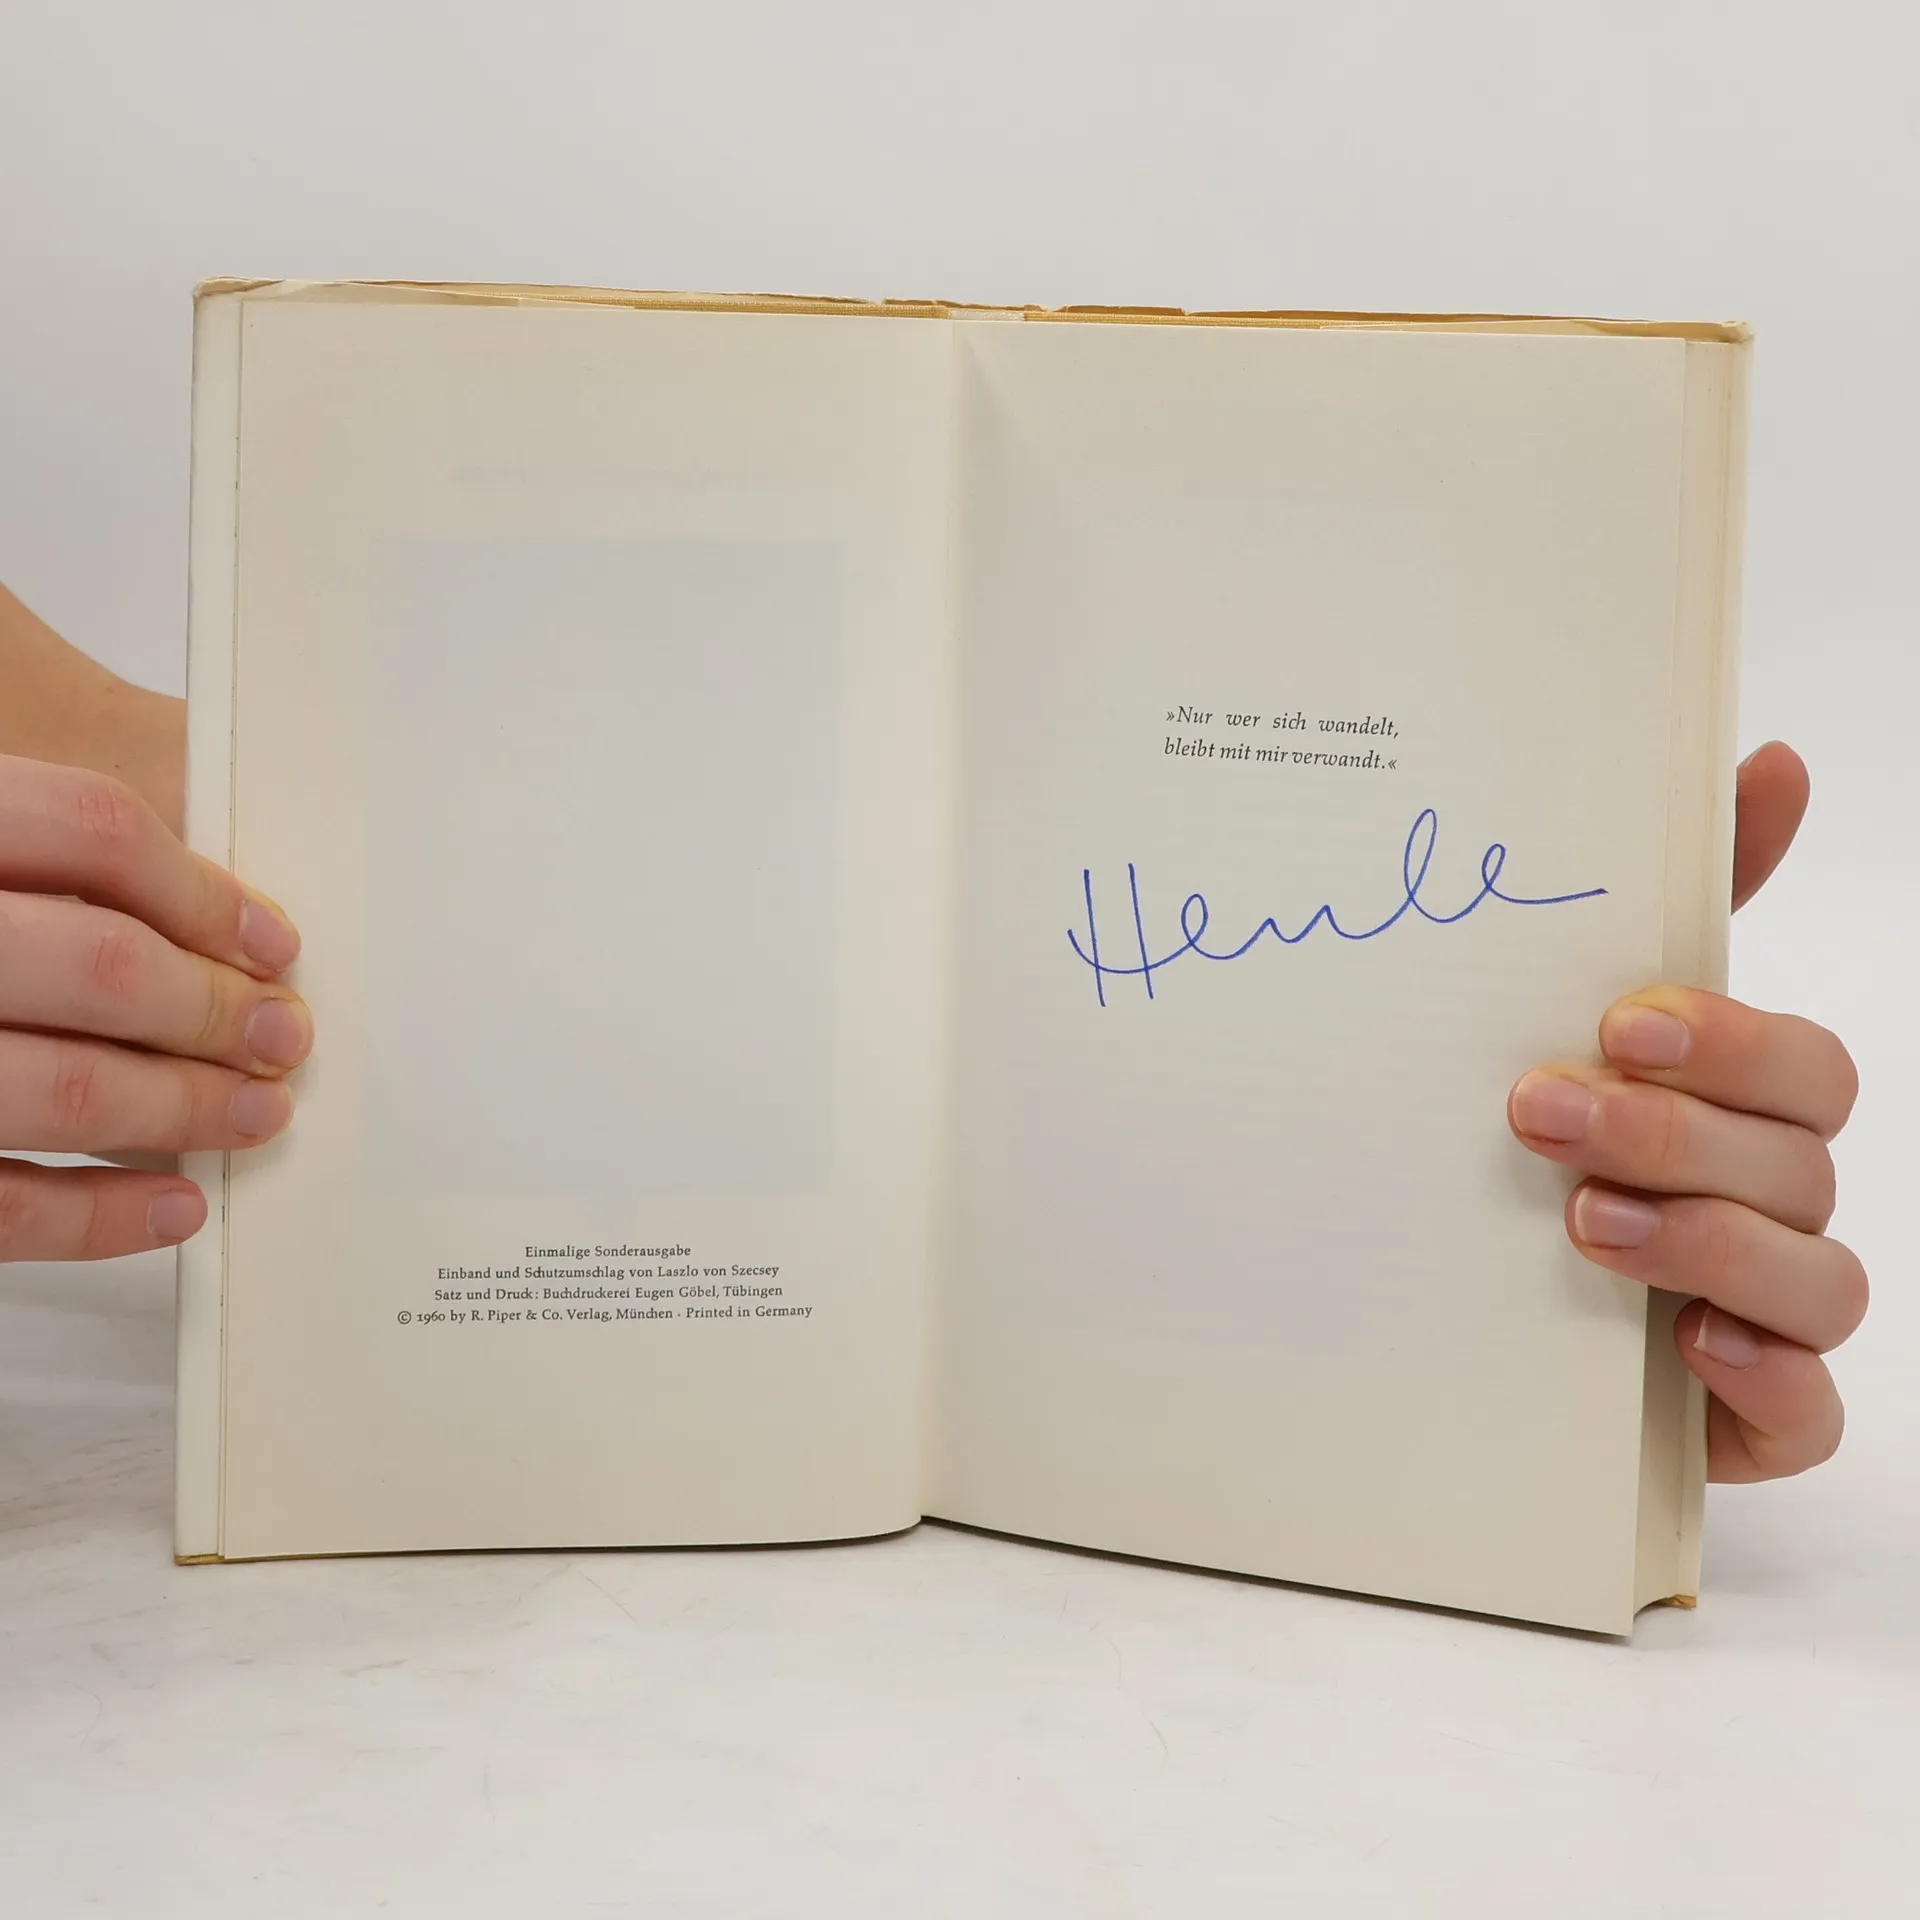 Einmalige Sonderausgabe
Einband und Schutzumschlag von Laszlo von Szecsey
Satz und Druck: Buchdruckerei Eugen Göbel, Tübingen
© 1960 by R. Piper & Co. Verlag, München · Printed in Germany
»Nur wer sich wandelt,
bleibt mit mir verwandt.«
Henle